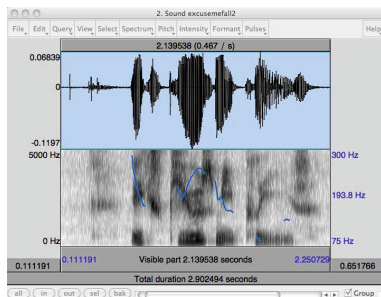 2. Sound excusemefall2
File Edit Query View Select Spectrum Pitch Intensity Formant Pulses Help
2.139538 (0.467 / s)
0.06839
0
-0.1197
5000 Hz
300 Hz
193.8 Hz
0 Hz
75 Hz
0.111191 Visible part 2.139538 seconds 2.250729
0.111191 0.651766
Total duration 2.902494 seconds
all in out sel bak Group